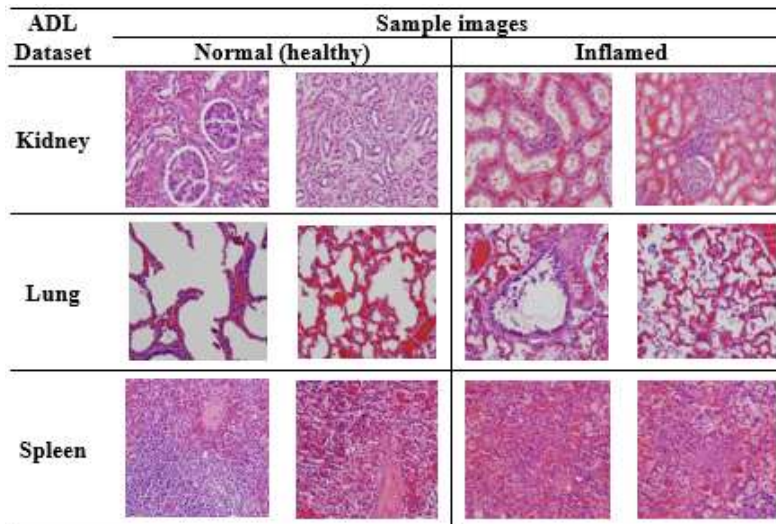 ADL Dataset
Sample images
Normal (healthy)
Inflamed
Kidney
Lung
Spleen